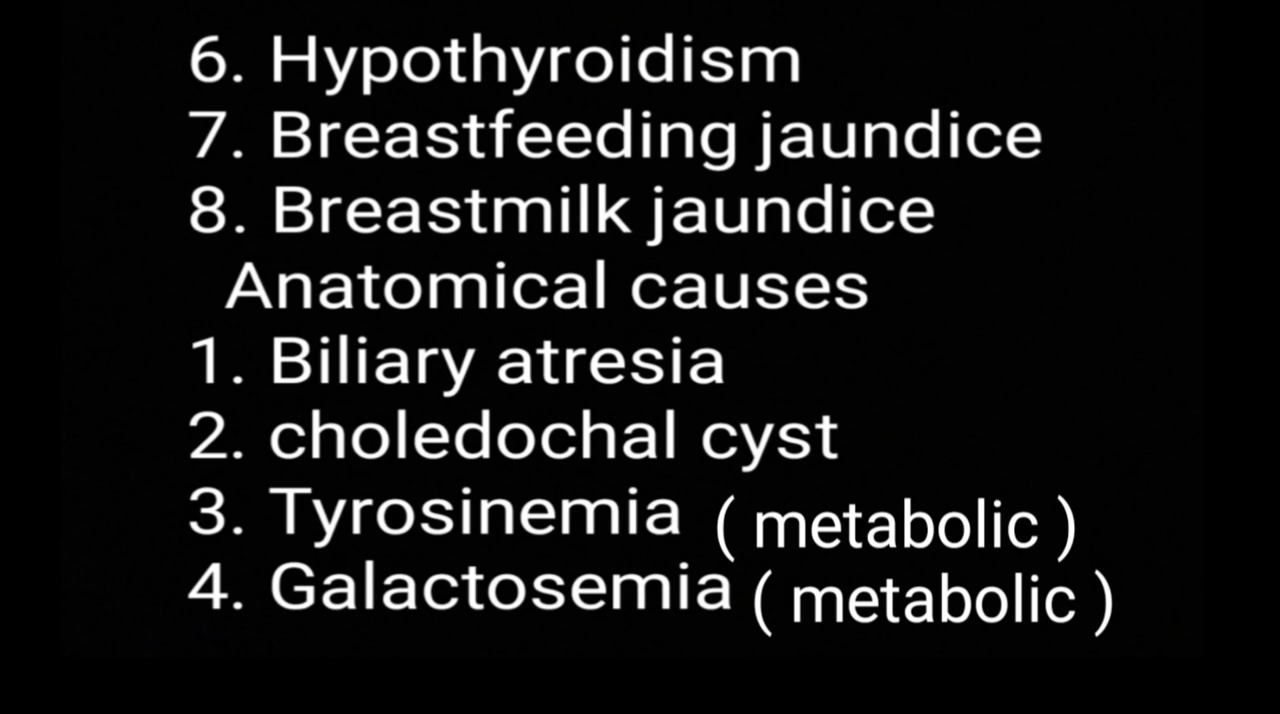 6. Hypothyroidism
7. Breastfeeding jaundice
8. Breastmilk jaundice
Anatomical causes
1. Biliary atresia
2. choledochal cyst
3. Tyrosinemia ( metabolic )
4. Galactosemia ( metabolic )